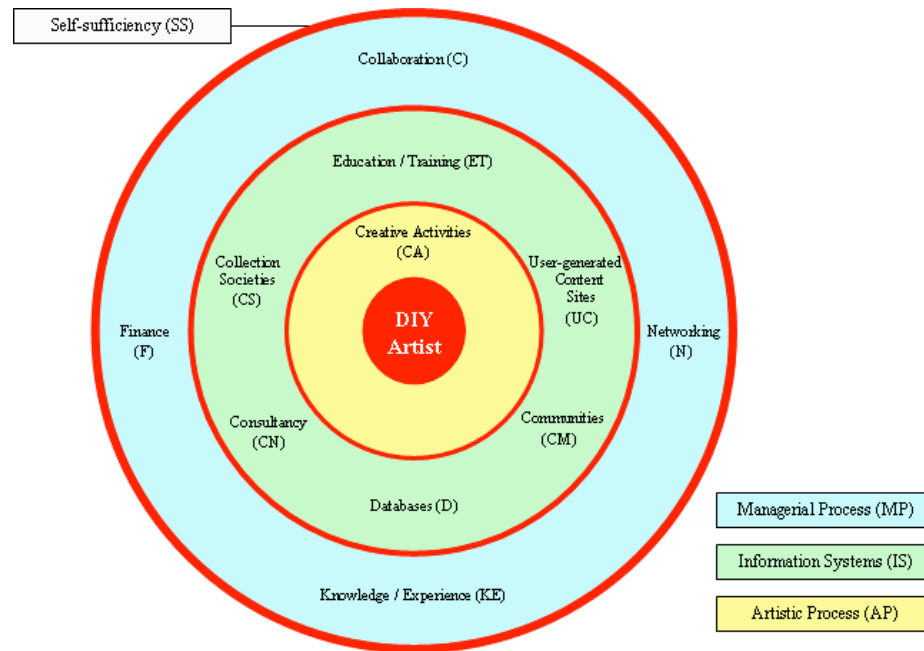 Self-sufficiency (SS)
Collaboration (C)
Education / Training (ET)
Creative Activities
(CA)
Collection
Societies
(CS)
User-generated
Content
Sites
(UC)
DIY
Artist
Finance
(F)
Networking
(N)
Consultancy
(CN)
Communities
(CM)
Databases (D)
Knowledge / Experience (KE)
Managerial Process (MP)
Information Systems (IS)
Artistic Process (AP)